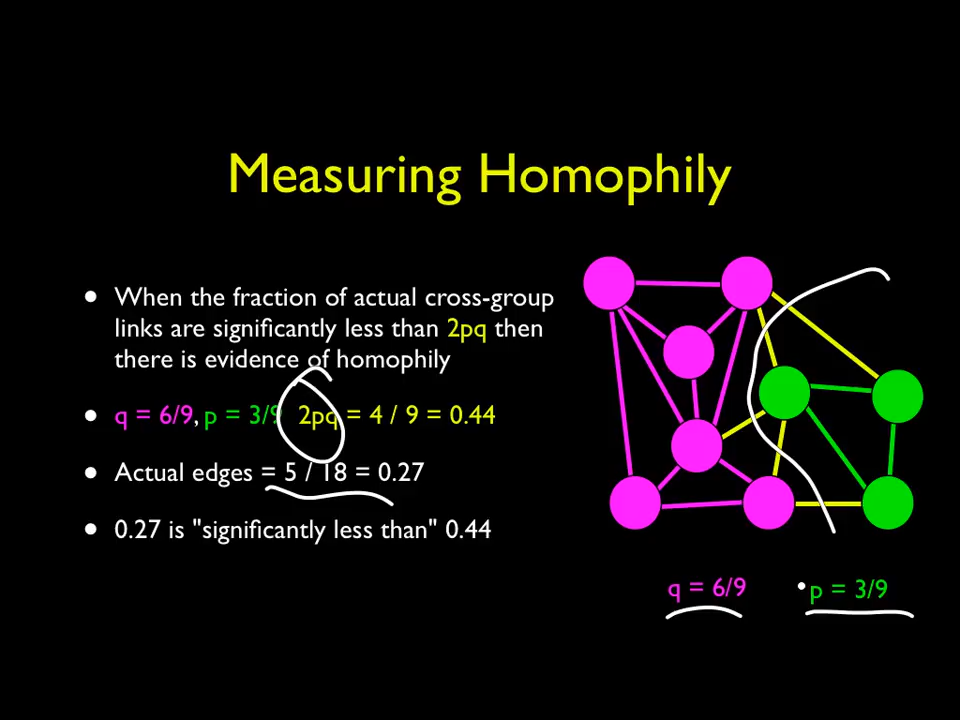 Measuring Homophily
• When the fraction of actual cross-group
links are significantly less than 2pq then
there is evidence of homophily
• q = 6/9, p = 3/9 2pq = 4 / 9 = 0.44
• Actual edges = 5 / 18 = 0.27
• 0.27 is "significantly less than" 0.44
q = 6/9 p = 3/9